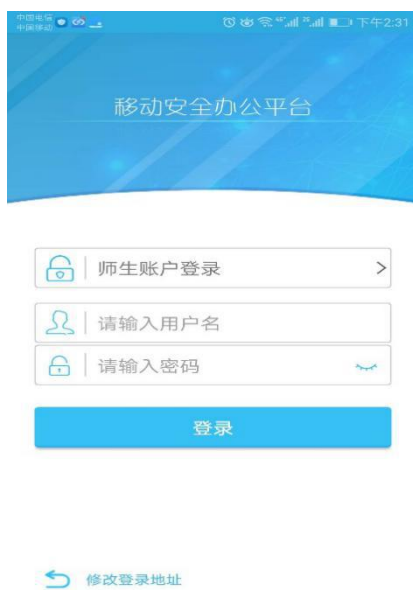 中国电信
中国移动
下午2:31
移动安全办公平台
师生账户登录
请输入用户名
请输入密码
登录
修改登录地址